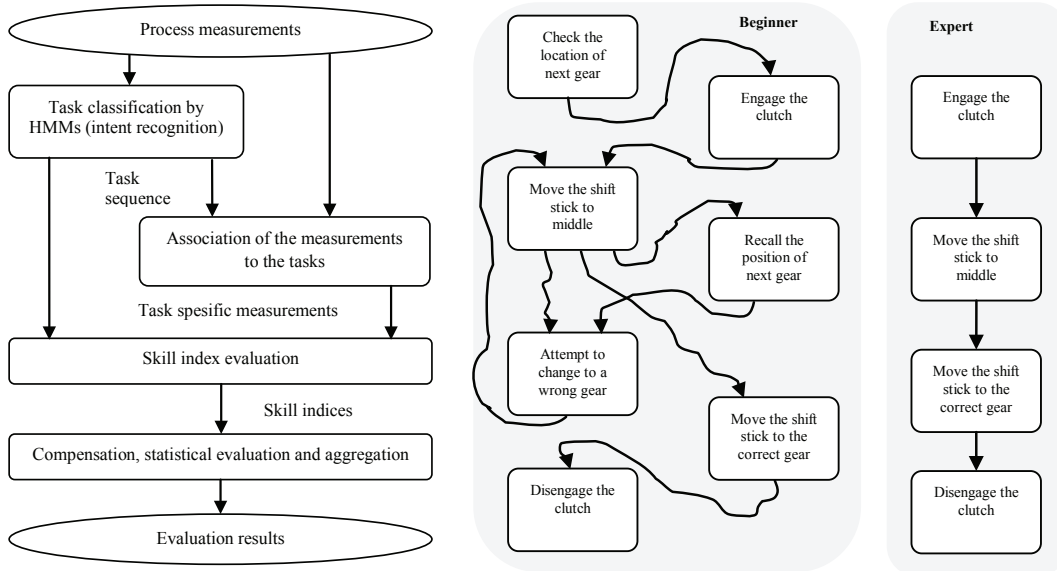 Process measurements
Task classification by
HMMs (intent recognition)
Task
sequence
Association of the measurements
to the tasks
Task spesific measurements
Skill index evaluation
Skill indices
Compensation, statistical evaluation and aggregation
Evaluation results
Beginner
Check the
location of
next gear
Engage the
clutch
Move the shift
stick to
middle
Recall the
position of
next gear
Attempt to
change to a
wrong gear
Move the shift
stick to the
correct gear
Disengage the
clutch
Expert
Engage the
clutch
Move the shift
stick to
middle
Move the shift
stick to the
correct gear
Disengage the
clutch